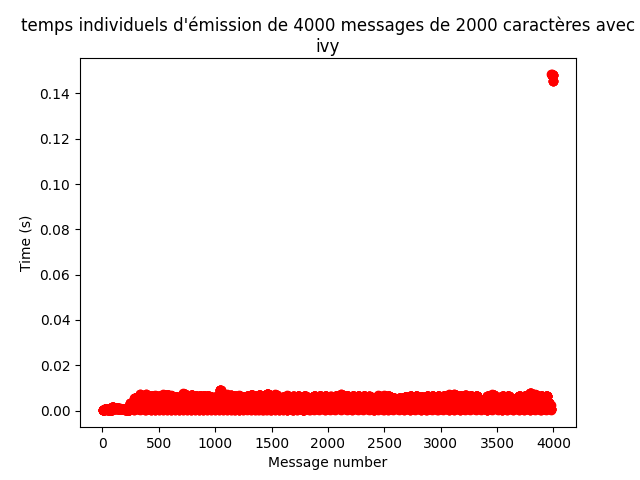 temps individuels d'émission de 4000 messages de 2000 caractères avec
ivy
0.14
0.12
0.10
0.08
0.06
0.04
0.02
0.00
Time (s)
0 500 1000 1500 2000 2500 3000 3500 4000
Message number